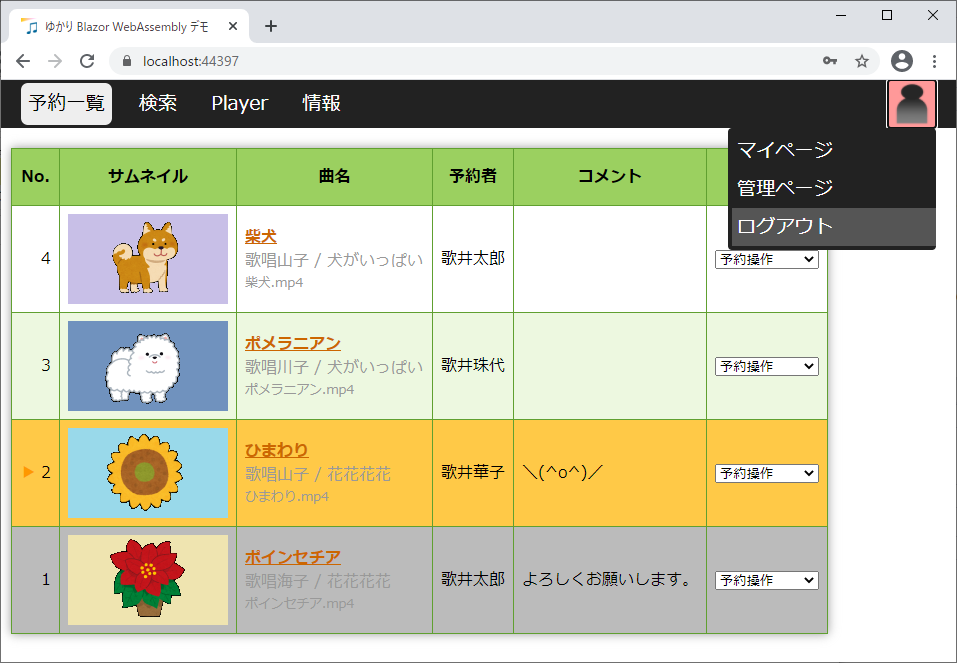 ゆかり Blazor WebAssembly デモ
localhost:44397
予約一覧 検索 Player 情報
マイページ
管理ページ
ログアウト
No. サムネイル 曲名 予約者 コメント
4 歌井太郎 予約操作
柴犬
歌唱山子 / 犬がいっぱい
柴犬.mp4
3 歌井珠代 予約操作
ポメラニアン
歌唱川子 / 犬がいっぱい
ポメラニアン.mp4
2 歌井華子 ＼(^o^)／ 予約操作
ひまわり
歌唱山子 / 花花花花
ひまわり.mp4
1 歌井太郎 よろしくお願いします。 予約操作
ポインセチア
歌唱海子 / 花花花花
ポインセチア.mp4